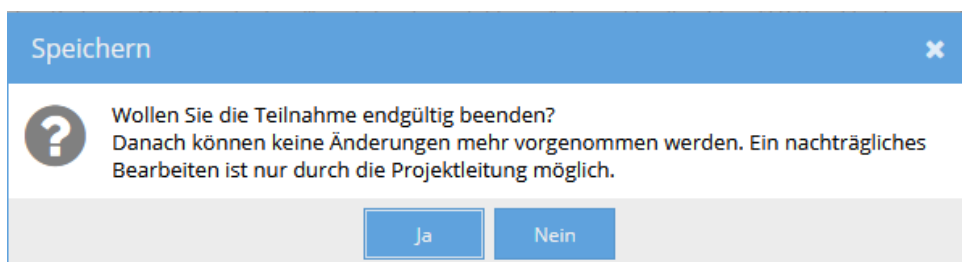 Speichern
Wollen Sie die Teilnahme endgültig beenden?
Danach können keine Änderungen mehr vorgenommen werden. Ein nachträgliches
Bearbeiten ist nur durch die Projektleitung möglich.
Ja
Nein